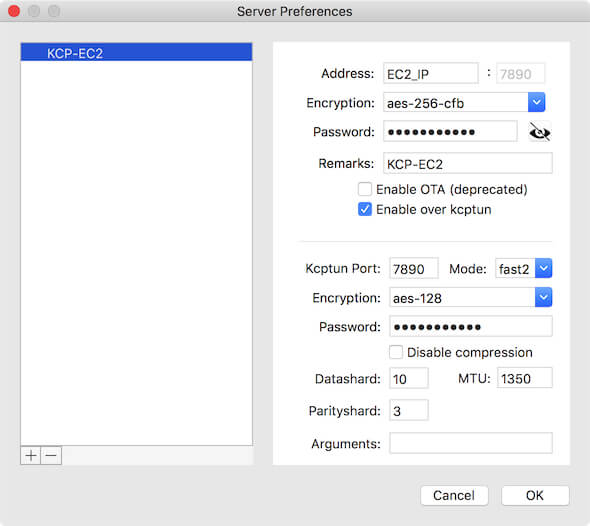 Server Preferences
KCP-EC2
Address: EC2_IP : 7890
Encryption: aes-256-cfb
Password: ●●●●●●●●●●●
Remarks: KCP-EC2
Enable OTA (deprecated)
Enable over kcptun
Kcptun Port: 7890 Mode: fast2
Encryption: aes-128
Password: ●●●●●●●●●●●
Disable compression
Datashard: 10 MTU: 1350
Parityshard: 3
Arguments:
Cancel OK